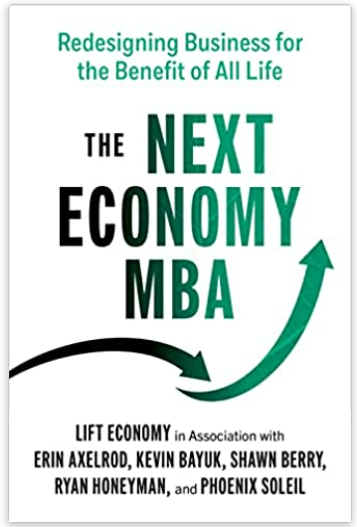 Redesigning Business for
the Benefit of All Life
THE NEXT
ECONOMY
MBA
LIFT ECONOMY in Association with
ERIN AXELROD, KEVIN BAYUK, SHAWN BERRY,
RYAN HONEYMAN, and PHOENIX SOLEIL